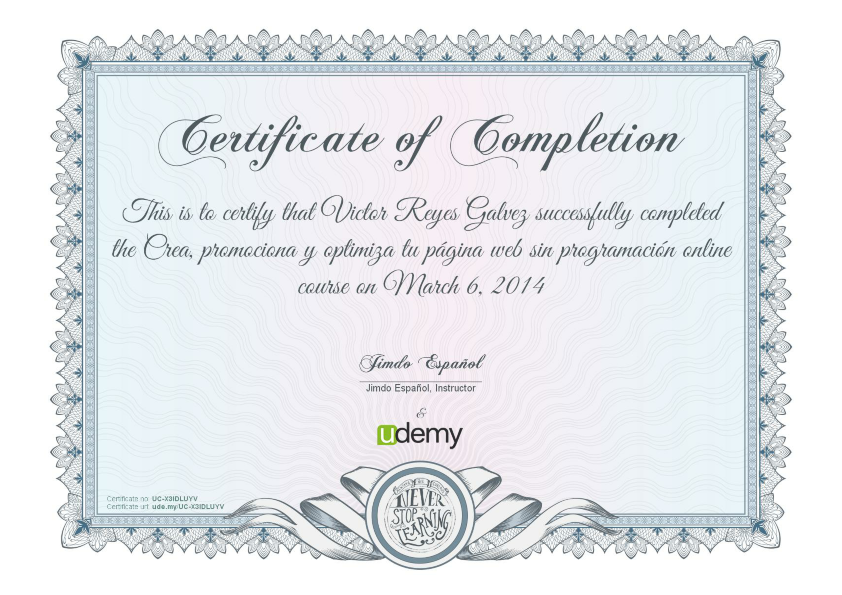 Certificate of Completion
This is to certify that Victor Reyes Galvez successfully completed
the Crea, promociona y optimiza tu página web sin programación online
course on March 6, 2014
Jimdo Español
Jimdo Español, Instructor
&
udemy
Certificate no: UC-X3IDLUYV
Certificate url: ude.my/UC-X3IDLUYV
NEVER
STOP
LEARNING